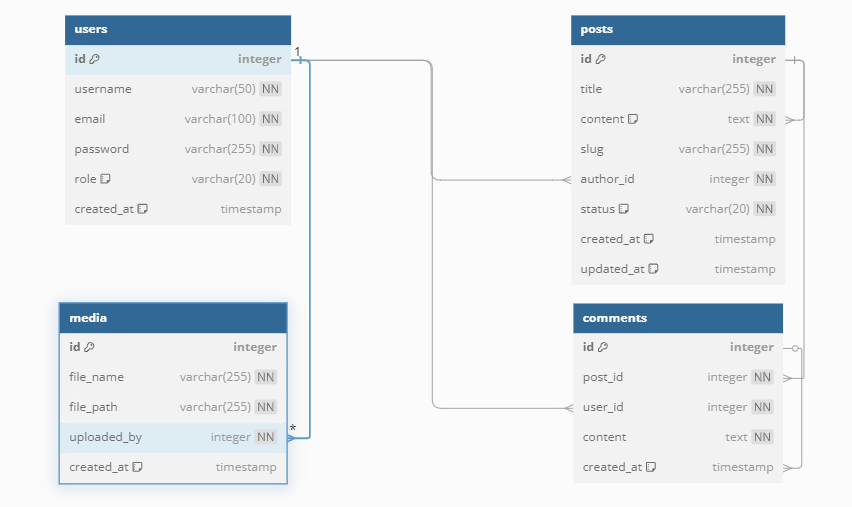 users
id integer
username varchar(50) NN
email varchar(100) NN
password varchar(255) NN
role varchar(20) NN
created_at timestamp
1
media
id integer
file_name varchar(255) NN
file_path varchar(255) NN
uploaded_by integer NN
created_at timestamp
*
posts
id integer
title varchar(255) NN
content text NN
slug varchar(255) NN
author_id integer NN
status varchar(20) NN
created_at timestamp
updated_at timestamp
comments
id integer
post_id integer NN
user_id integer NN
content text NN
created_at timestamp